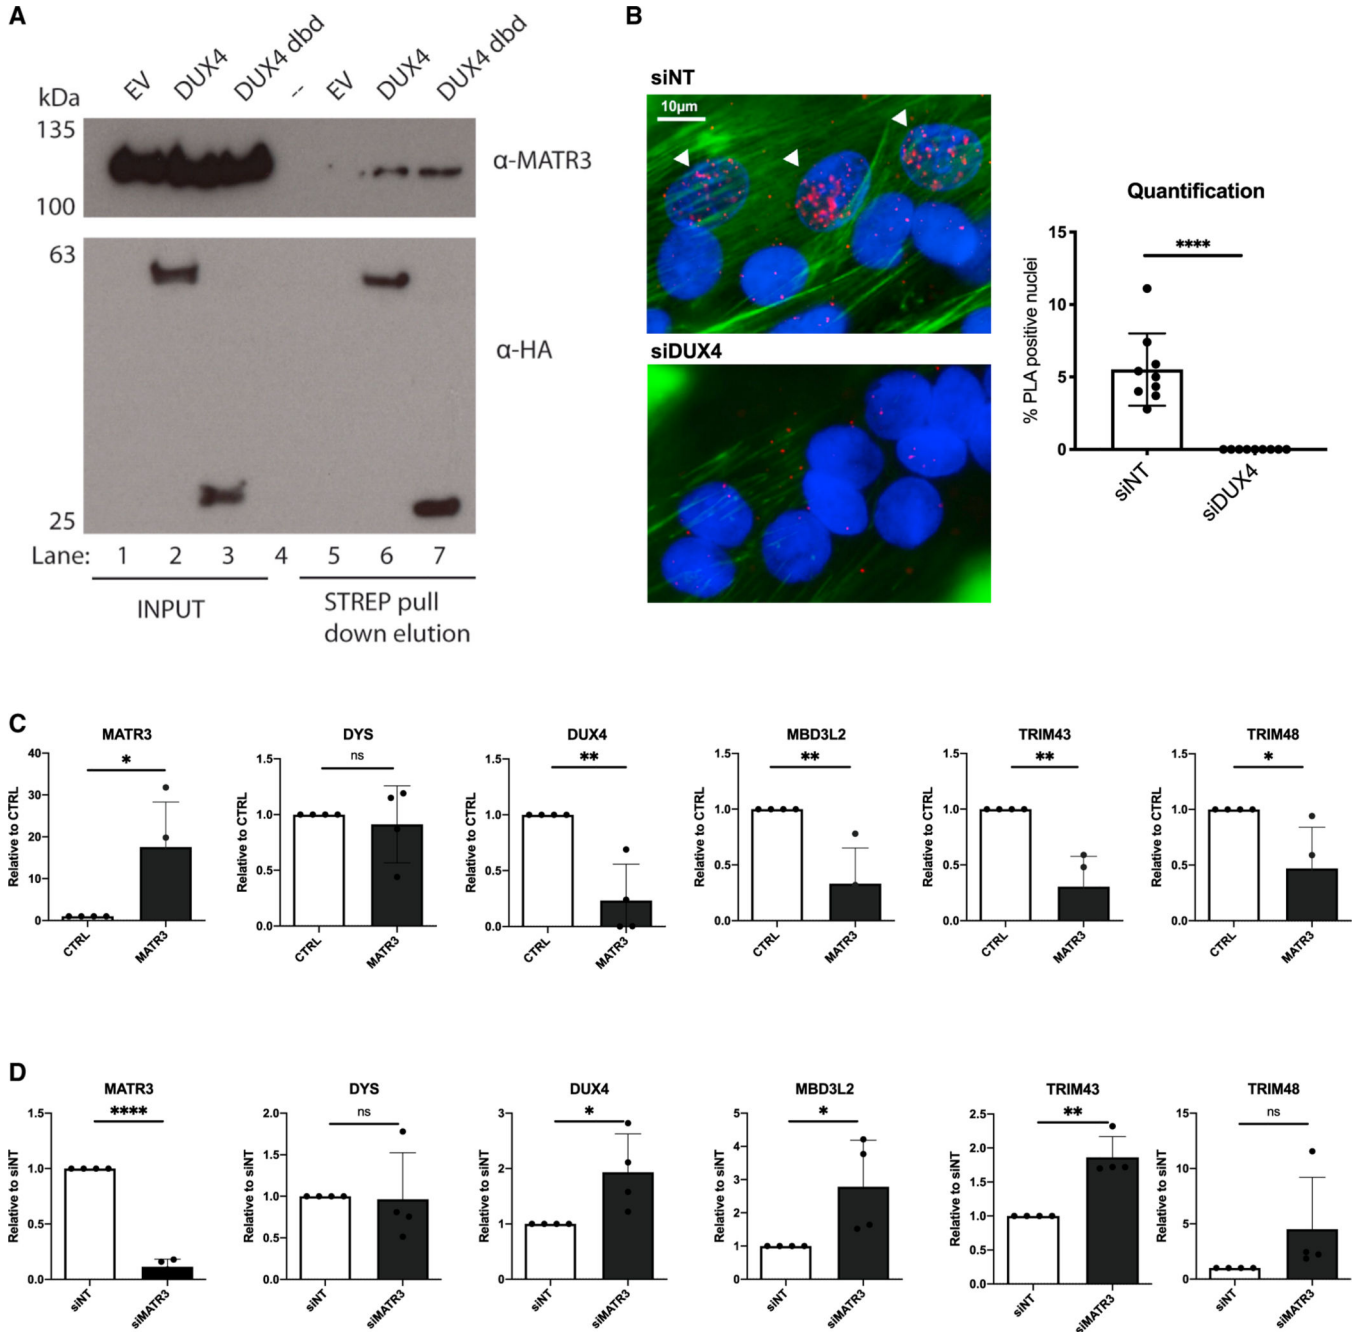 A
EV
DUX4
DUX4 dbd
--
EV
DUX4
DUX4 dbd
kDa
135
100
63
25
α-MATR3
α-HA
Lane: 1 2 3 4 5 6 7
INPUT
STREP pull
down elution
B
siNT
10μm
siDUX4
Quantification
% PLA positive nuclei
15
10
5
0
****
siNT
siDUX4
C
MATR3
Relative to CTRL
40
30
20
10
0
*
CTRL
MATR3
DYS
Relative to CTRL
1.5
1.0
0.5
0.0
ns
CTRL
MATR3
DUX4
Relative to CTRL
1.5
1.0
0.5
0.0
**
CTRL
MATR3
MBD3L2
Relative to CTRL
1.5
1.0
0.5
0.0
**
CTRL
MATR3
TRIM43
Relative to CTRL
1.5
1.0
0.5
0.0
**
CTRL
MATR3
TRIM48
Relative to CTRL
1.5
1.0
0.5
0.0
*
CTRL
MATR3
D
MATR3
Relative to siNT
1.5
1.0
0.5
0.0
****
siNT
siMATR3
DYS
Relative to siNT
2.0
1.5
1.0
0.5
0.0
ns
siNT
siMATR3
DUX4
Relative to siNT
3
2
1
0
*
siNT
siMATR3
MBD3L2
Relative to siNT
5
4
3
2
1
0
*
siNT
siMATR3
TRIM43
Relative to siNT
2.5
2.0
1.5
1.0
0.5
0.0
**
siNT
siMATR3
TRIM48
Relative to siNT
15
10
5
0
ns
siNT
siMATR3